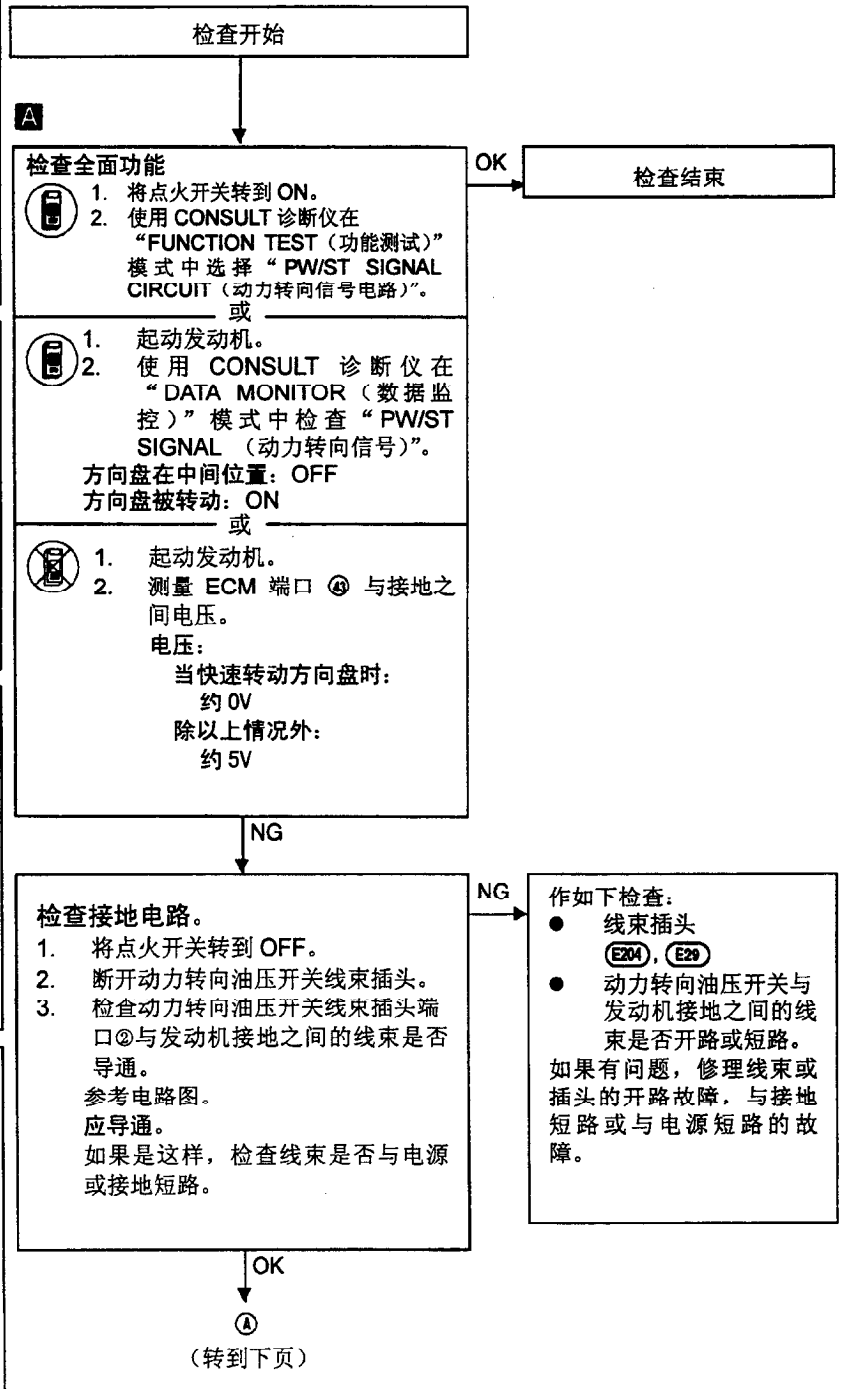 检查开始
A
检查全面功能
1. 将点火开关转到 ON。
2. 使用 CONSULT 诊断仪在
“FUNCTION TEST（功能测试）”
模式中选择“PW/ST SIGNAL
CIRCUIT（动力转向信号电路）”。
OK
检查结束
或
1. 起动发动机。
2. 使用 CONSULT 诊断仪在
“DATA MONITOR（数据监
控）”模式中检查“PW/ST
SIGNAL （动力转向信号）”。
方向盘在中间位置：OFF
方向盘被转动：ON
或
1. 起动发动机。
2. 测量 ECM 端口 ㊸ 与接地之
间电压。
电压：
当快速转动方向盘时：
约 0V
除以上情况外：
约 5V
NG
检查接地电路。
1. 将点火开关转到 OFF。
2. 断开动力转向油压开关线束插头。
3. 检查动力转向油压开关线束插头端
口②与发动机接地之间的线束是否
导通。
参考电路图。
应导通。
如果是这样，检查线束是否与电源
或接地短路。
NG
作如下检查：
● 线束插头
E204, E29
● 动力转向油压开关与
发动机接地之间的线
束是否开路或短路。
如果有问题，修理线束或
插头的开路故障，与接地
短路或与电源短路的故
障。
OK
Ⓐ
（转到下页）